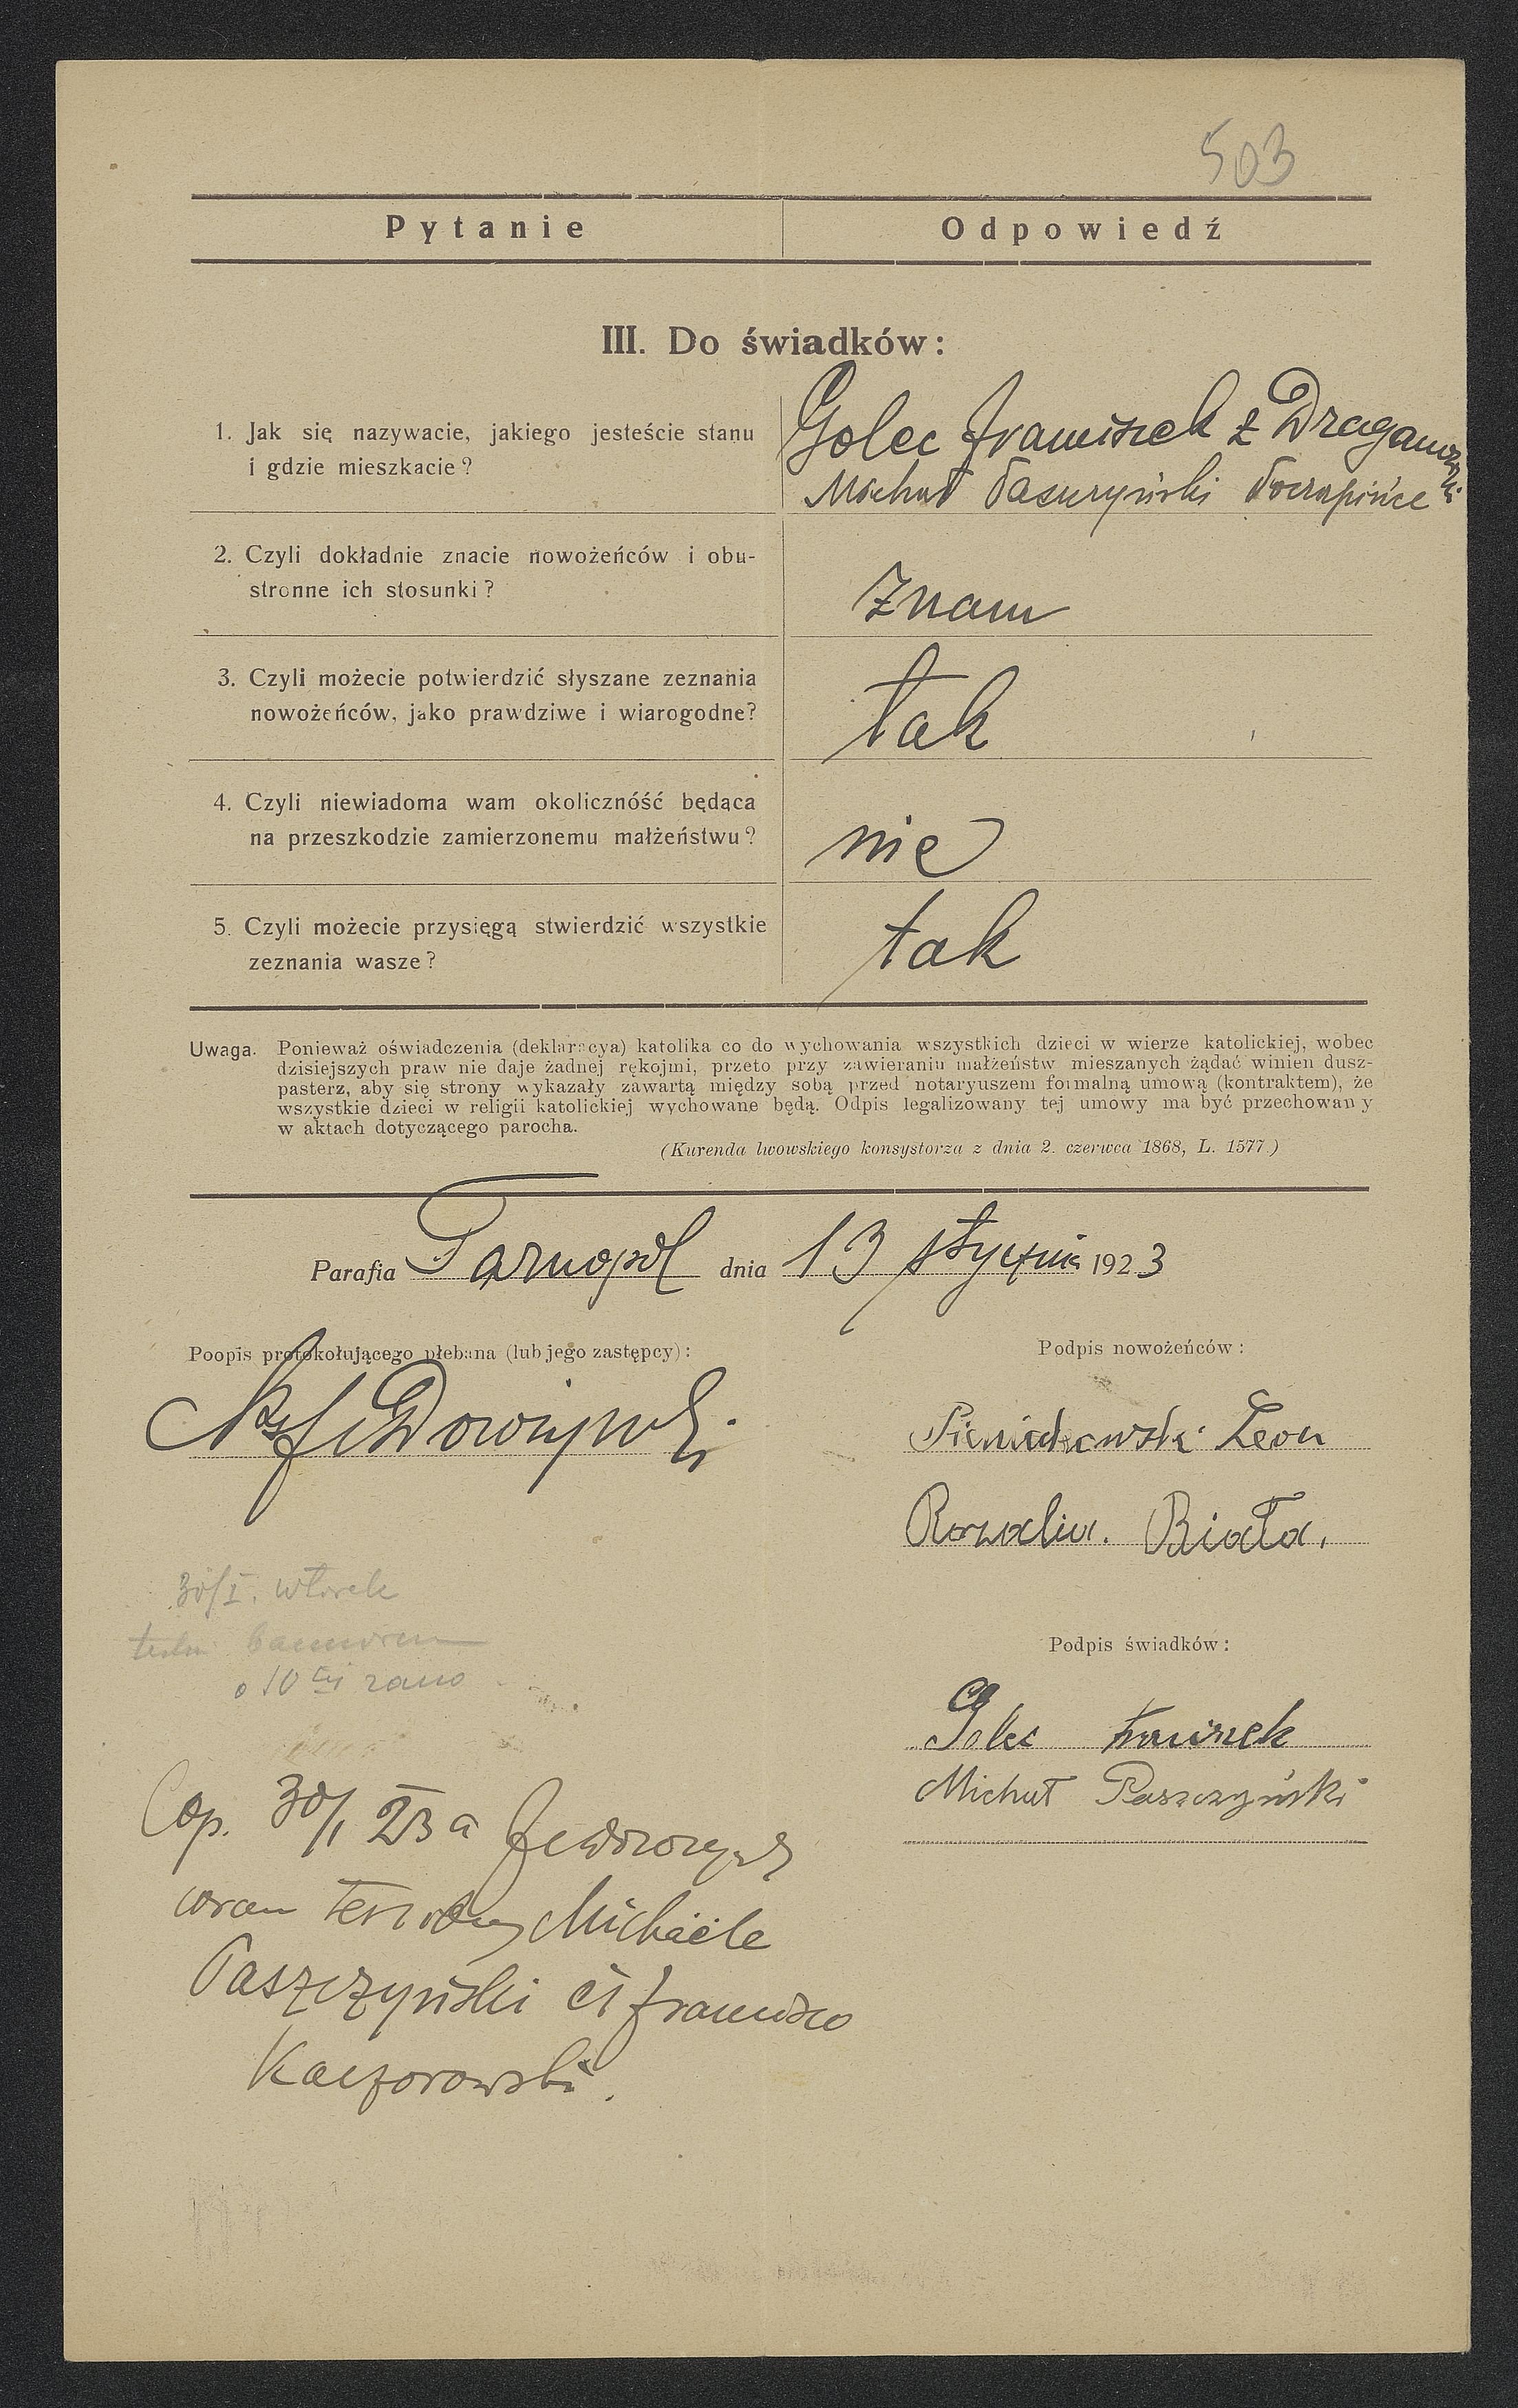 503
Pytanie
Odpowiedź
III. Do świadków:
1. Jak się nazywacie, jakiego jesteście stanu
i gdzie mieszkacie?
Golec Franciszek z Draganówki
Michał Paszczyński Poczapińce
2. Czyli dokładnie znacie nowożeńców i obu-
stronne ich stosunki?
Znam
3. Czyli możecie potwierdzić słyszane zeznania
nowożeńców, jako prawdziwe i wiarogodne?
tak
4. Czyli niewiadoma wam okolicznóść będąca
na przeszkodzie zamierzonemu małżeństwu?
nie
5. Czyli możecie przysięgą stwierdzić wszystkie
zeznania wasze?
tak
Uwaga. Ponieważ oświadczenia (deklaracya) katolika co do wychowania wszystkich dzieci w wierze katolickiej, wobec
dzisiejszych praw nie daje żadnej rękojmi, przeto przy zawieraniu małżeństw mieszanych żądać winien dusz-
pasterz, aby się strony wykazały zawartą między sobą przed notaryuszem formalną umową (kontraktem), że
wszystkie dzieci w religii katolickiej wychowane będą. Odpis legalizowany tej umowy ma być przechowany
w aktach dotyczącego parocha.
(Kurenda lwowskiego konsystorza z dnia 2. czerwca 1868, L. 1577.)
Parafia Tarnopol dnia 13 stycznia 1923
Poopis protokołującego plebana (lub jego zastępcy):
Podpis nowożeńców:
Leon
Rozalia. Biała.
30/I. wtorek
o 10 ej rano
Podpis świadków:
Golec Franciszek
Michał Paszczyński
Cop. 30/1 23 a
coram Michaele
Paszczyński et Francisco
Kaczorowski.